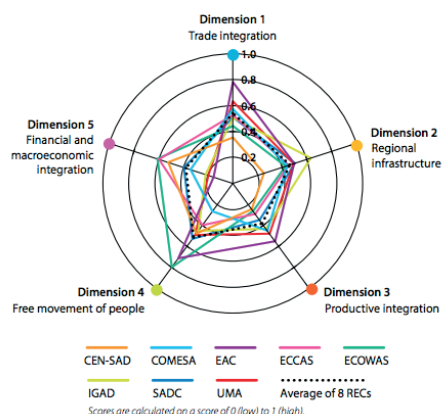 Dimension 1
Trade integration
1.0
0.8
0.6
0.4
0.2
Dimension 5
Financial and
macroeconomic
integration
Dimension 2
Regional
infrastructure
Dimension 4
Free movement of people
Dimension 3
Productive integration
CEN-SAD
COMESA
EAC
ECCAS
ECOWAS
IGAD
SADC
UMA
Average of 8 RECs
Scores are calculated on a score of 0 (low) to 1 (high).